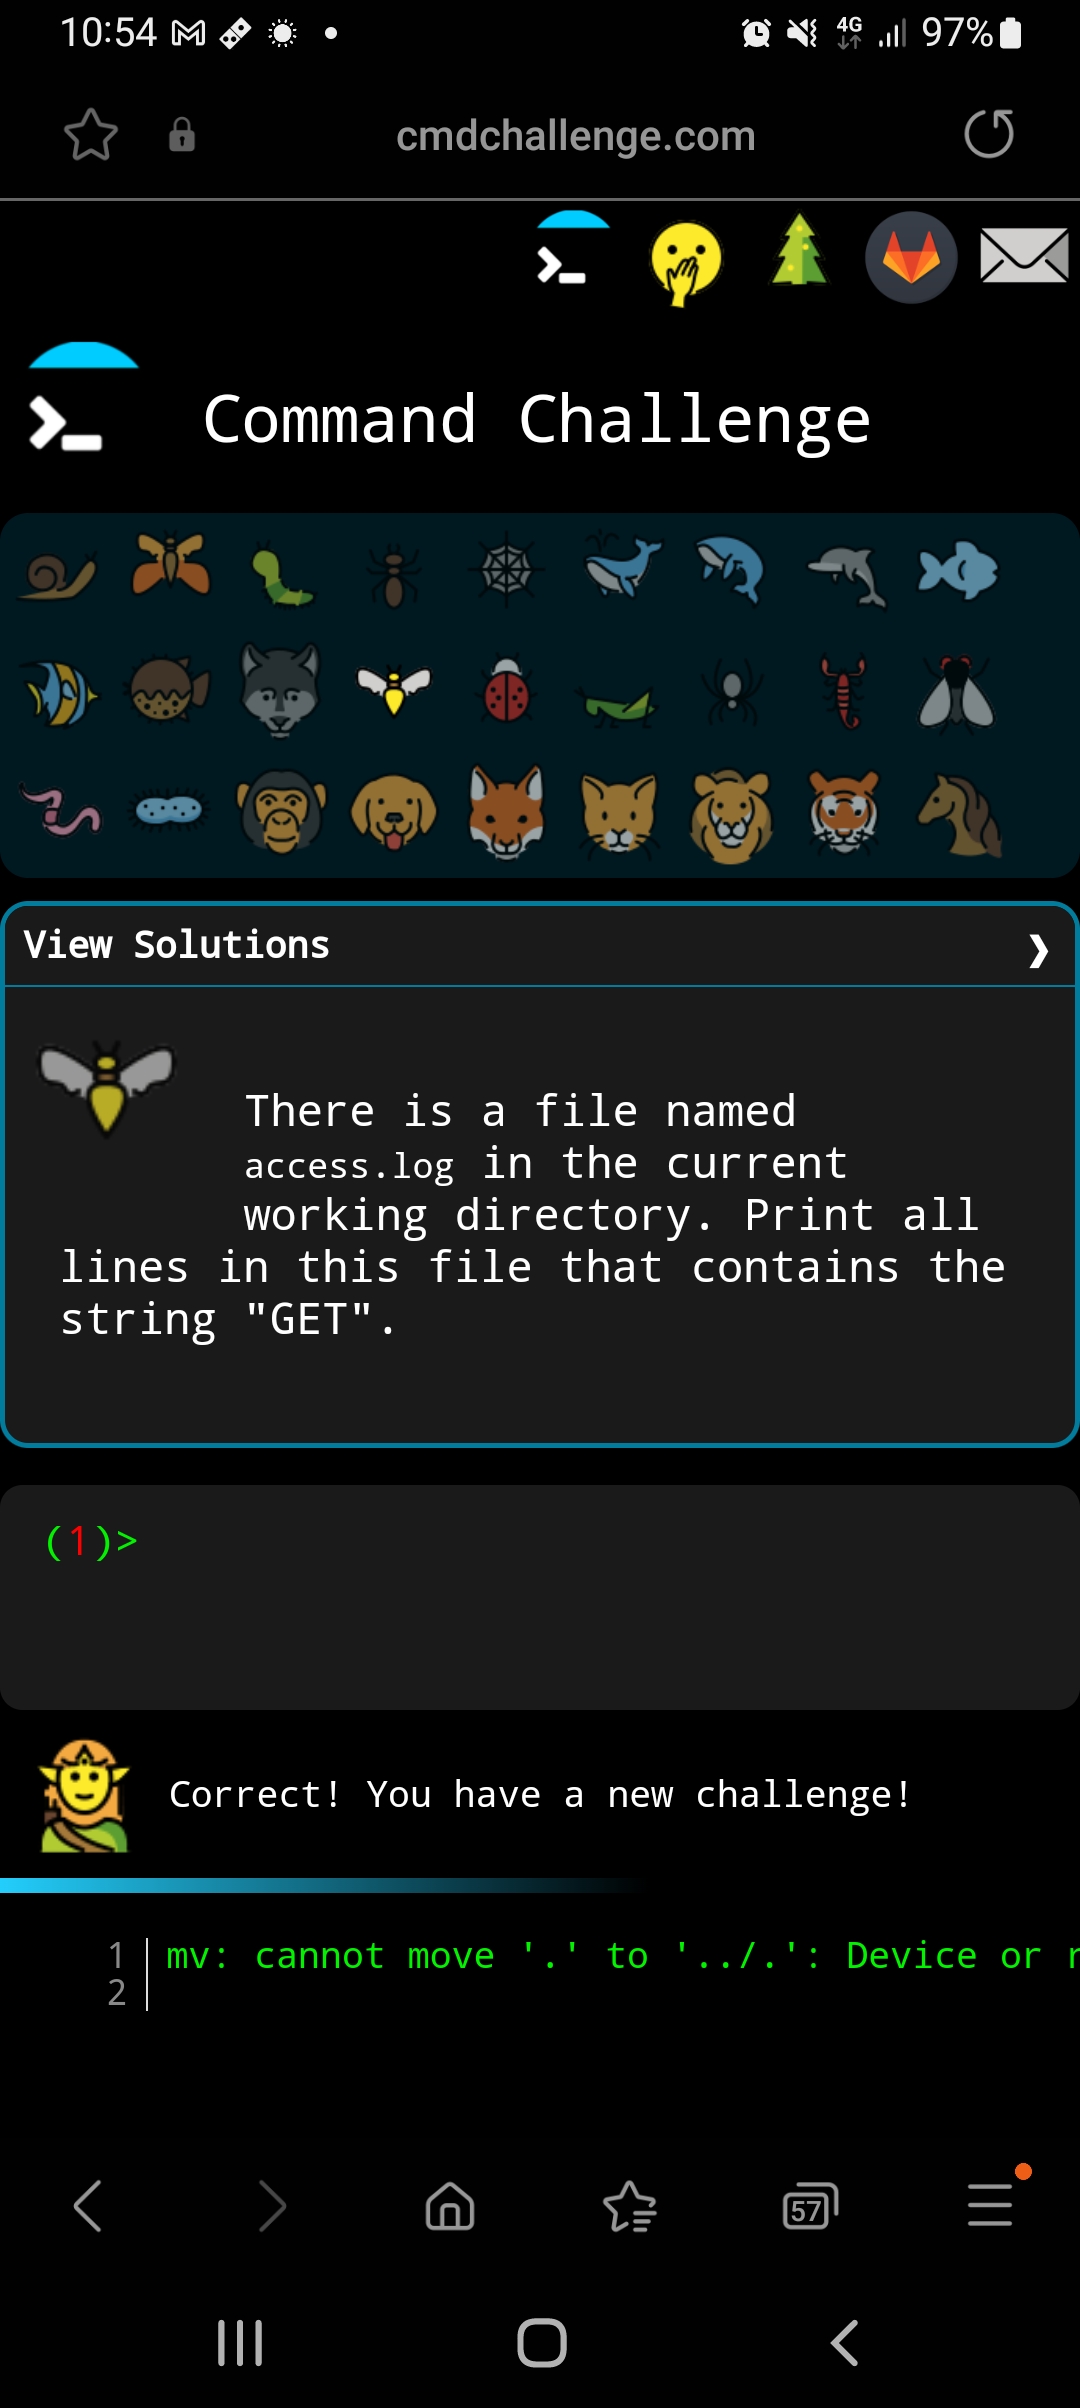 10:54
4G
97%
cmdchallenge.com
Command Challenge
View Solutions
There is a file named
access.log in the current
working directory. Print all
lines in this file that contains the
string "GET".
(1)>
Correct! You have a new challenge!
1 mv: cannot move '.' to '../.': Device or
2
57